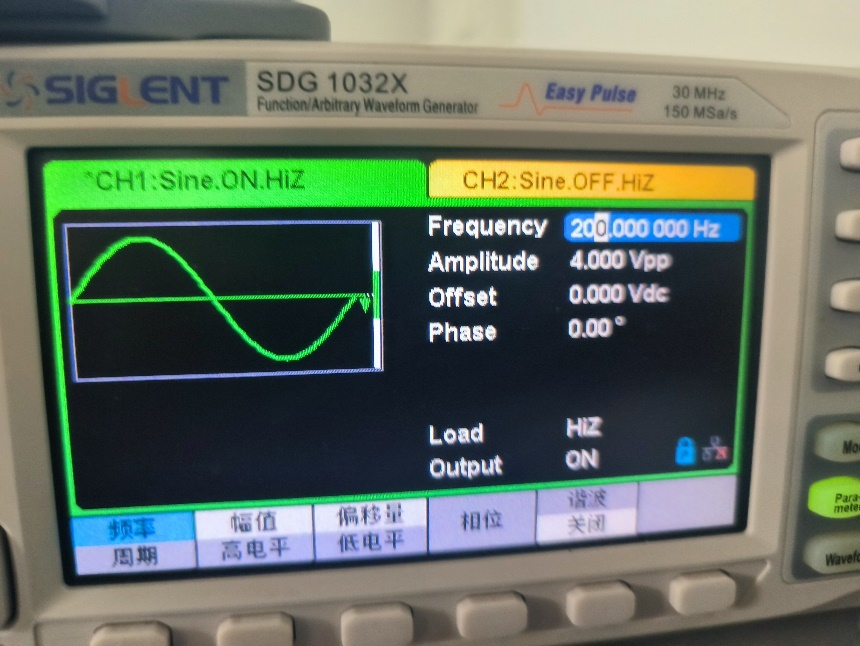 SIGLENT
SDG 1032X
Function/Arbitrary Waveform Generator
Easy Pulse
30 MHz
150 MSa/s
*CH1:Sine.ON.HiZ
CH2:Sine.OFF.HiZ
Frequency 200.000 000 Hz
Amplitude 4.000 Vpp
Offset 0.000 Vdc
Phase 0.00°
Load HiZ
Output ON
频率 幅值 偏移量 相位 谐波
周期 高电平 低电平 关闭
Mo
Para-
mete
Wavefo